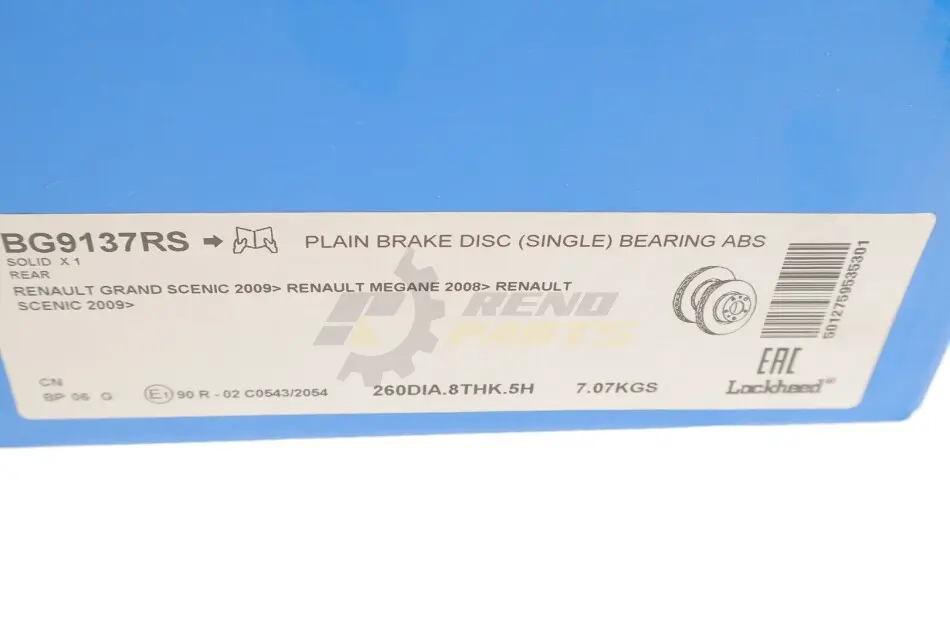 BG9137RS
PLAIN BRAKE DISC (SINGLE) BEARING ABS
SOLID X 1
REAR
RENAULT GRAND SCENIC 2009> RENAULT MEGANE 2008> RENAULT
SCENIC 2009>
RENO
PARTS
5012759535301
EAC
Lockheed®
CN
BP 06 G
E1 90 R - 02 C0543/2054
260DIA.8THK.5H
7.07KGS